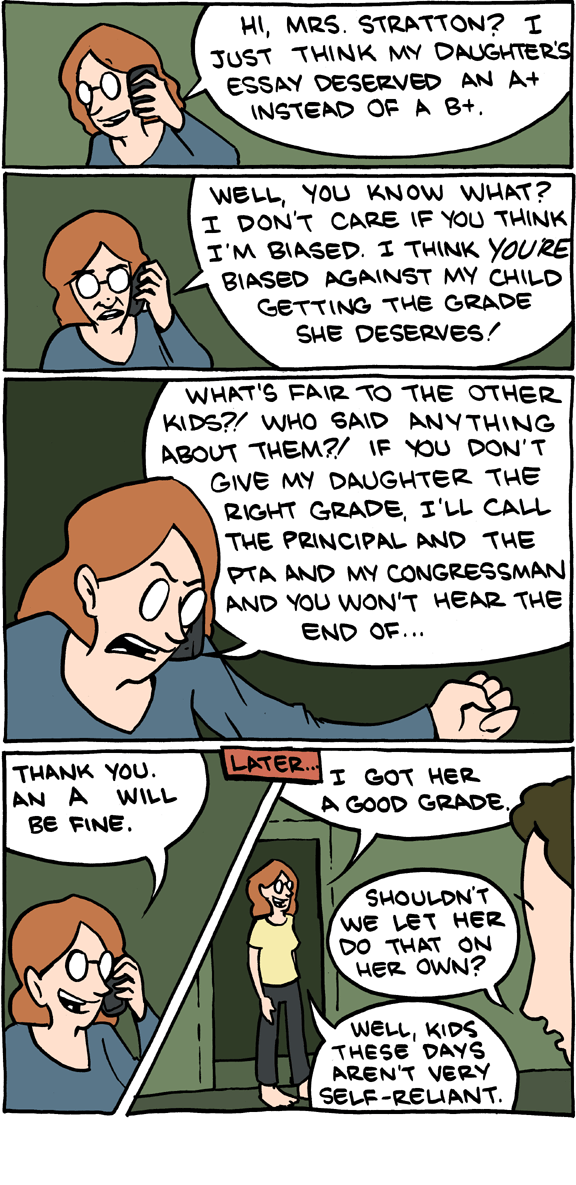 HI, MRS. STRATTON? I
JUST THINK MY DAUGHTER'S
ESSAY DESERVED AN A+
INSTEAD OF A B+.
WELL, YOU KNOW WHAT?
I DON'T CARE IF YOU THINK
I'M BIASED. I THINK YOU'RE
BIASED AGAINST MY CHILD
GETTING THE GRADE
SHE DESERVES!
WHAT'S FAIR TO THE OTHER
KIDS?! WHO SAID ANYTHING
ABOUT THEM?! IF YOU DON'T
GIVE MY DAUGHTER THE
RIGHT GRADE, I'LL CALL
THE PRINCIPAL AND THE
PTA AND MY CONGRESSMAN
AND YOU WON'T HEAR THE
END OF...
THANK YOU.
AN A WILL
BE FINE.
LATER...
I GOT HER
A GOOD GRADE.
SHOULDN'T
WE LET HER
DO THAT ON
HER OWN?
WELL, KIDS
THESE DAYS
AREN'T VERY
SELF-RELIANT.